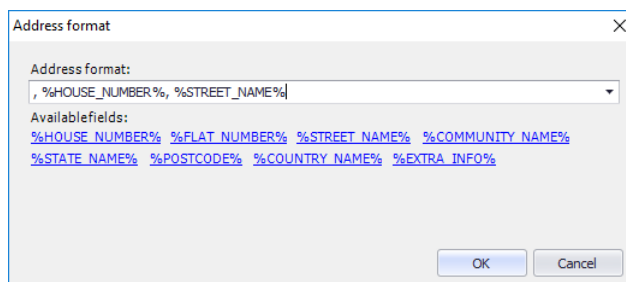 Address format
Address format:
, %HOUSE_NUMBER%, %STREET_NAME%
Availablefields:
%HOUSE_NUMBER% %FLAT_NUMBER% %STREET_NAME% %COMMUNITY_NAME%
%STATE_NAME% %POSTCODE% %COUNTRY_NAME% %EXTRA_INFO%
OK Cancel